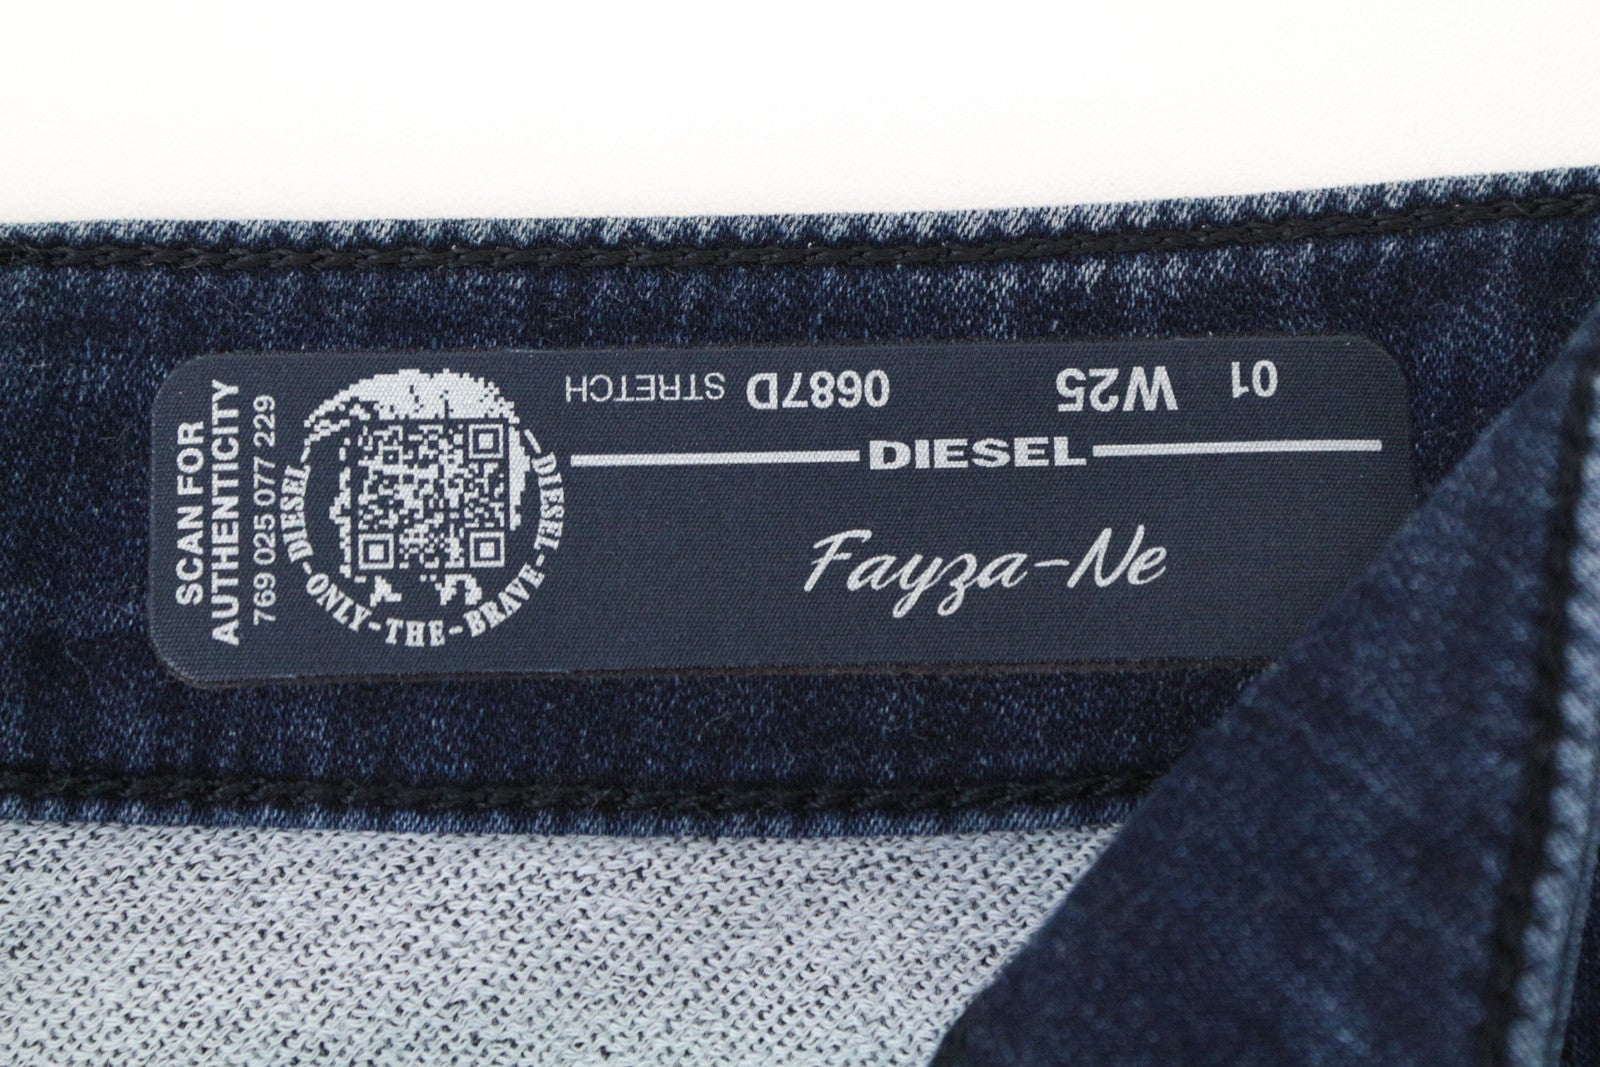 SCAN FOR
AUTHENTICITY
769 025 077 229
DIESEL-ONLY-THE-BRAVE-DIESEL
01 W25 0687D STRETCH
DIESEL
Fayza-Ne